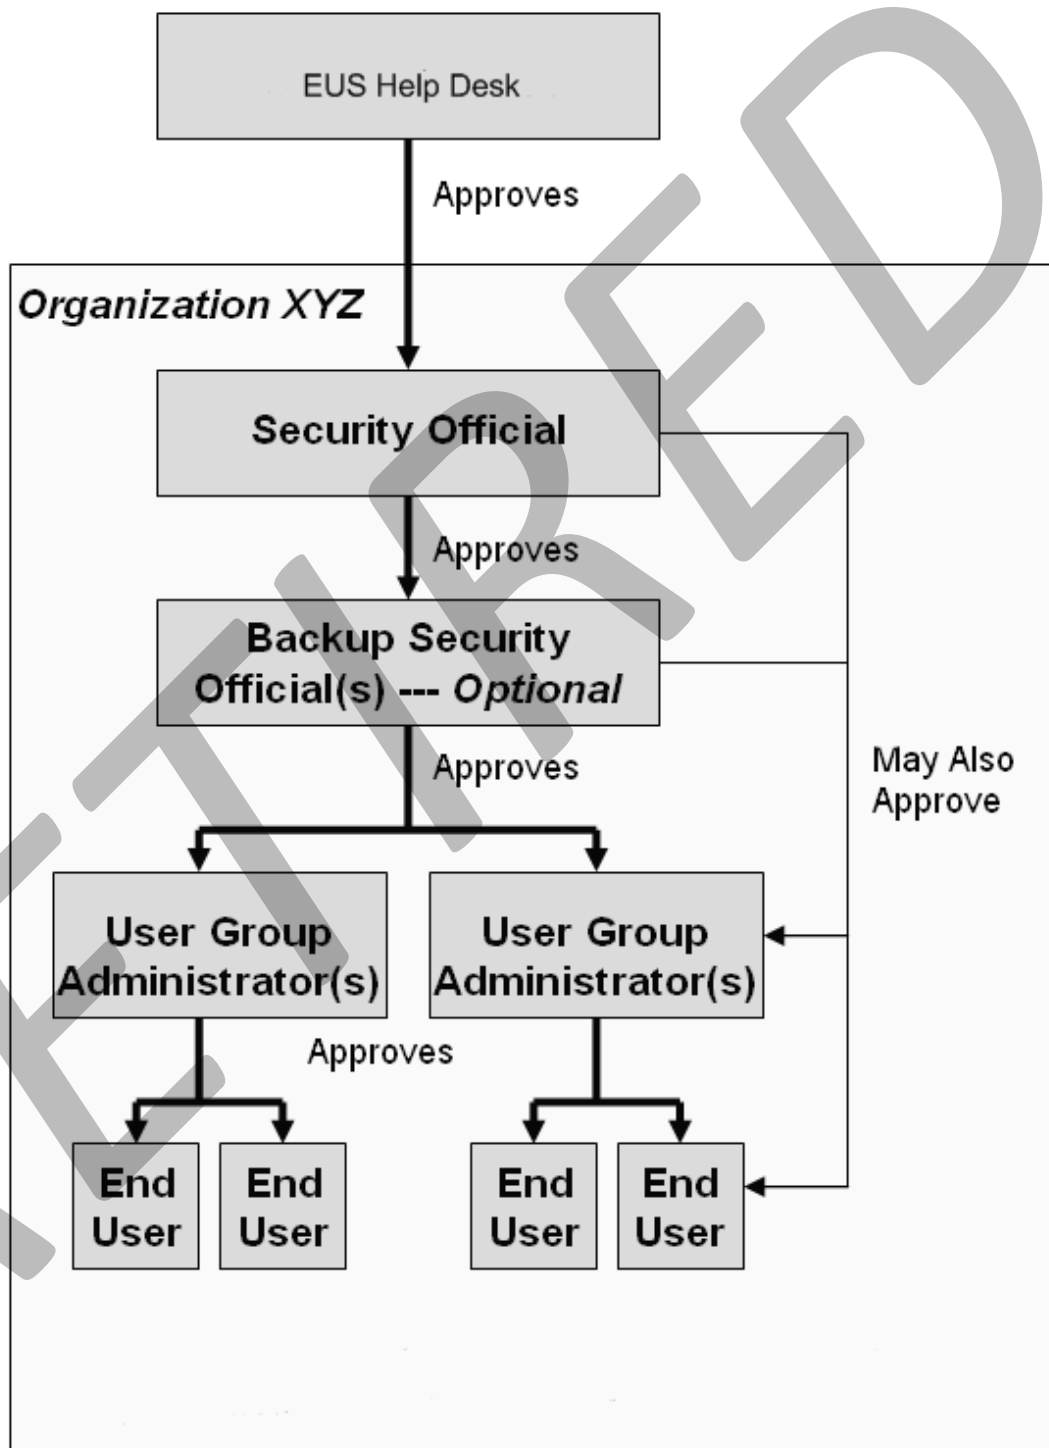 EUS Help Desk
Approves
Organization XYZ
Security Official
Approves
Backup Security
Official(s) --- Optional
Approves
May Also
Approve
User Group
Administrator(s)
User Group
Administrator(s)
Approves
End
User
End
User
End
User
End
User
ETIRED